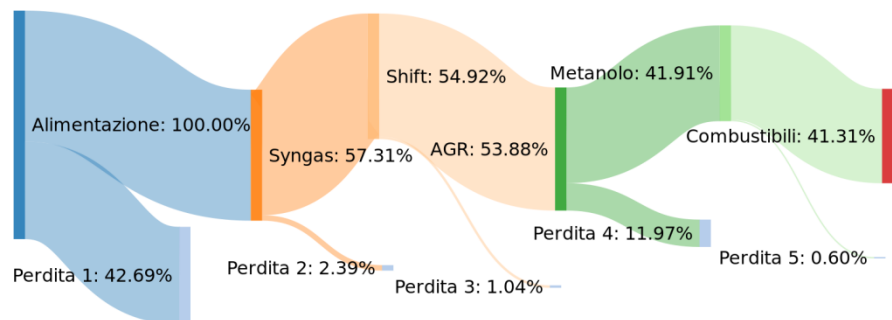 Alimentazione: 100.00%
Perdita 1: 42.69%
Syngas: 57.31%
Perdita 2: 2.39%
Shift: 54.92%
Perdita 3: 1.04%
AGR: 53.88%
Metanolo: 41.91%
Perdita 4: 11.97%
Combustibili: 41.31%
Perdita 5: 0.60%